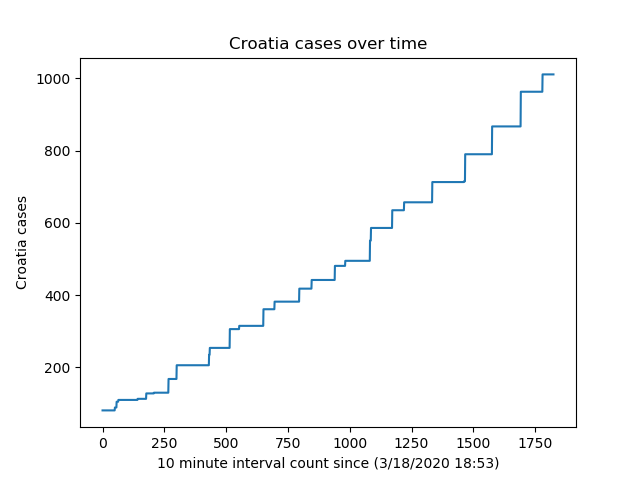 Croatia cases over time
1000
800
600
400
200
Croatia cases
0 250 500 750 1000 1250 1500 1750
10 minute interval count since (3/18/2020 18:53)